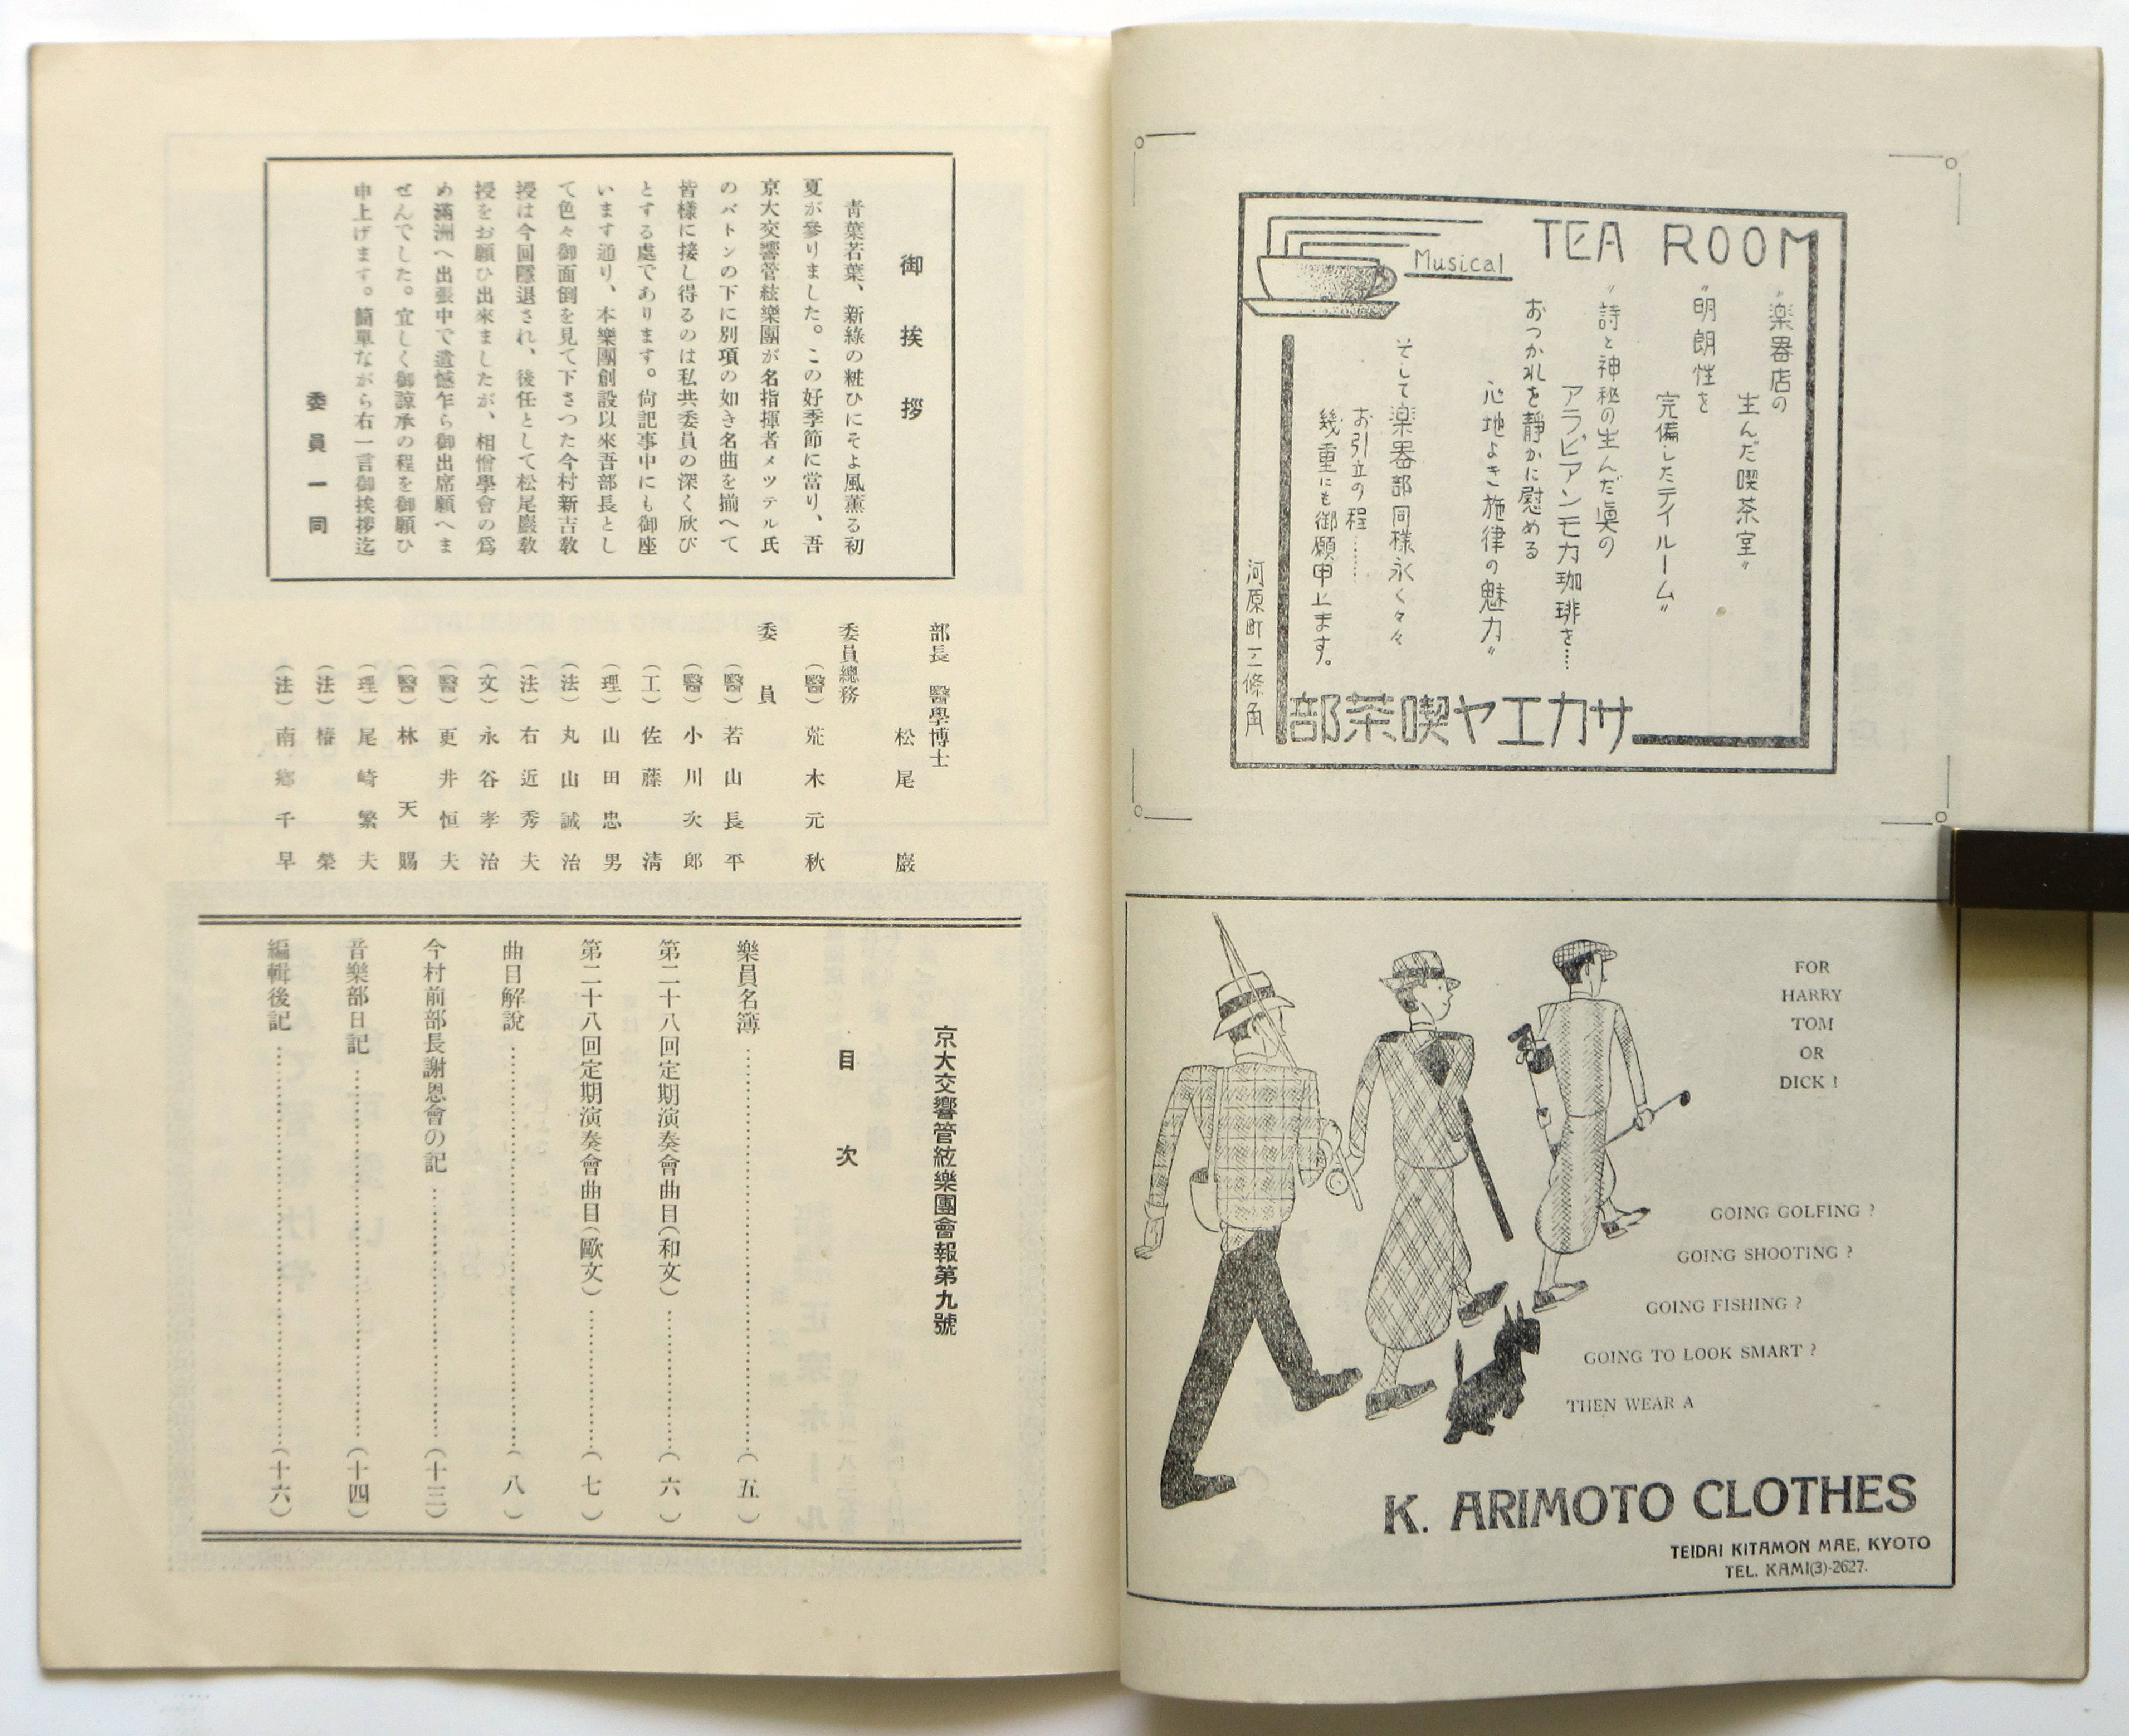 TEA ROOM
Musical
"楽器店の
生んだ喫茶室"
"明朗性を
完備したテイルーム"
"詩と神秘の生んだ眞の
アラビアンモカ珈琲を……
おつかれを靜かに慰める
心地よき施律の魅力"
そして楽器部同様永く々々
お引立の程……
幾重にも御願申上ます。
河原町三條角
部茶喫ヤエカサ
FOR
HARRY
TOM
OR
DICK !
GOING GOLFING ?
GOING SHOOTING ?
GOING FISHING ?
GOING TO LOOK SMART ?
THEN WEAR A
K. ARIMOTO CLOTHES
TEIDAI KITAMON MAE, KYOTO
TEL. KAMI(3)-2627.
御挨拶
青葉若葉、新綠の粧ひにそよ風薫る初
夏が參りました。この好季節に當り、吾
京大交響管絃樂團が名指揮者メツテル氏
のバトンの下に別項の如き名曲を揃へて
皆様に接し得るのは私共委員の深く欣び
とする處であります。尙記事中にも御座
います通り、本樂團創設以來吾部長とし
て色々御面倒を見て下さつた今村新吉敎
授は今回隱退され、後任として松尾巖敎
授をお願ひ出來ましたが、相憎學會の爲
め滿洲へ出張中で遺憾乍ら御出席願へま
せんでした。宜しく御諒承の程を御願ひ
申上げます。簡單ながら右一言御挨拶迄
委員一同
部長 醫學博士
松尾巖
委員總務
(醫)荒木元秋
委員
(醫)若山長平
(醫)小川次郎
(工)佐藤淸
(理)山田忠男
(法)丸山誠治
(法)右近秀夫
(文)永谷孝治
(醫)更井恒夫
(醫)林天賜
(理)尾崎繁夫
(法)椿榮
(法)南鄕千早
京大交響管絃樂團會報第九號
目次
樂員名簿……(五)
第二十八回定期演奏會曲目(和文)……(六)
第二十八回定期演奏會曲目(歐文)……(七)
曲目解說……(八)
今村前部長謝恩會の記……(十三)
音樂部日記……(十四)
編輯後記……(十六)